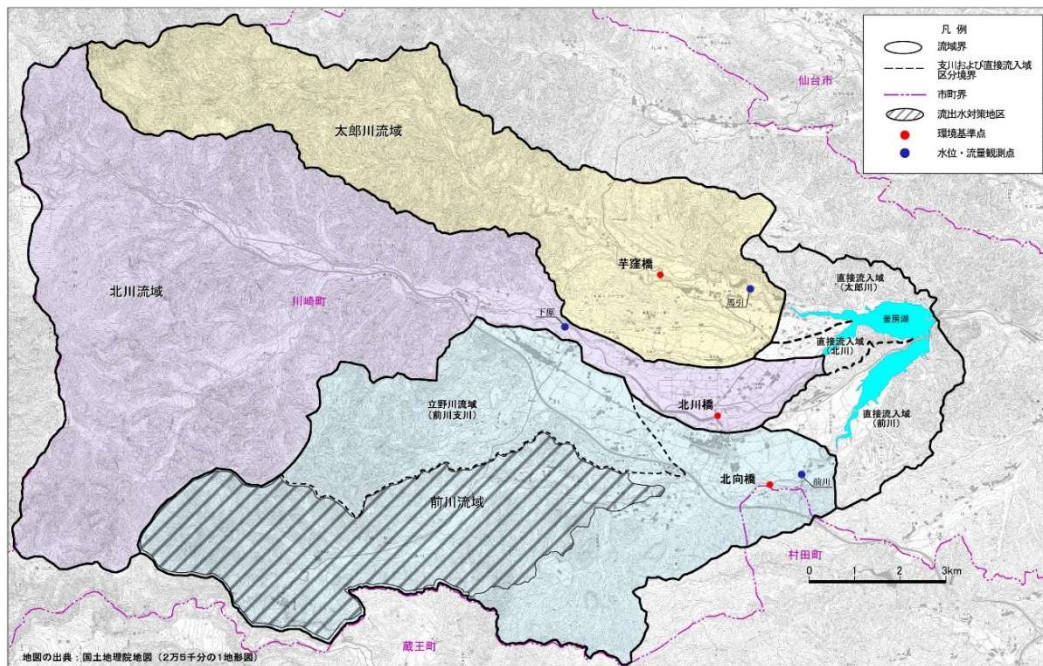 凡 例
流域界
支川および直接流入域
区分境界
市町界
流出水対策地区
環境基準点
水位・流量観測点
仙台市
太郎川流域
芋窪橋
馬引
直接流入域
(太郎川)
釜房湖
北川流域
川崎町
下原
直接流入域
(北川)
立野川流域
(前川支川)
北川橋
直接流入域
(前川)
前川流域
北向橋
前川
村田町
0 1 2 3km
蔵王町
地図の出典：国土地理院地図（2万5千分の1地形図）